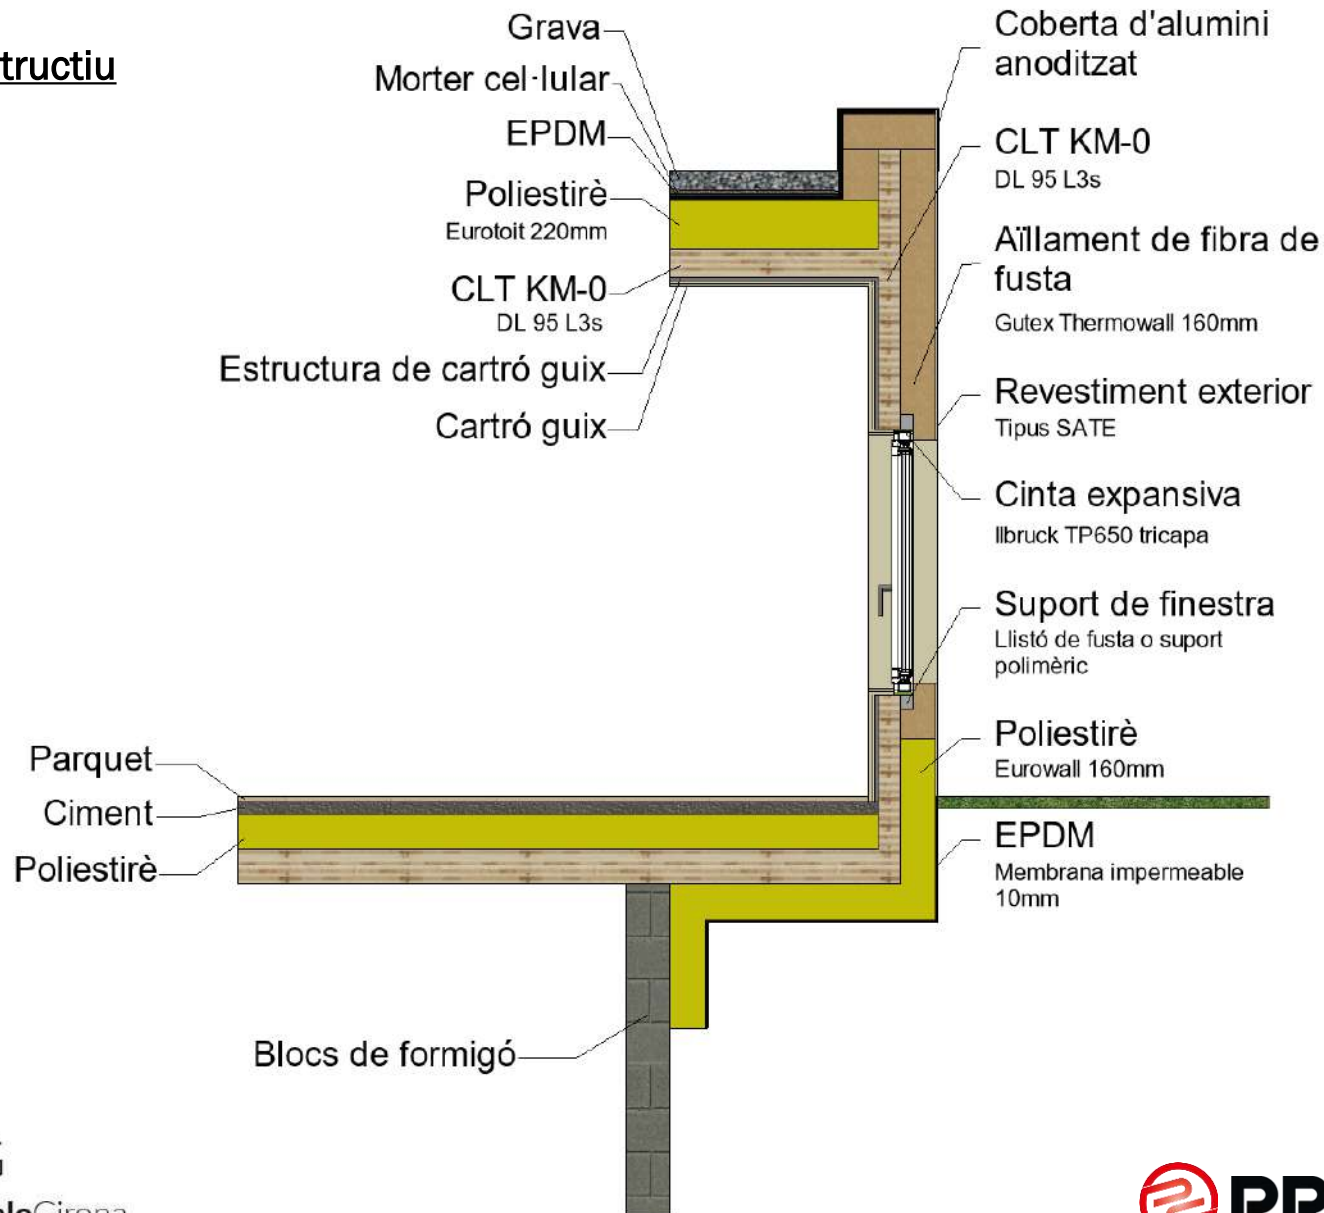 tructiu
Grava
Morter cel·lular
EPDM
Poliestirè
Eurotoit 220mm
CLT KM-0
DL 95 L3s
Estructura de cartró guix
Cartró guix
Coberta d'alumini
anoditzat
CLT KM-0
DL 95 L3s
Aïllament de fibra de
fusta
Gutex Thermowall 160mm
Revestiment exterior
Tipus SATE
Cinta expansiva
Ilbruck TP650 tricapa
Suport de finestra
Llistó de fusta o suport
polimèric
Poliestirè
Eurowall 160mm
EPDM
Membrana impermeable
10mm
Parquet
Ciment
Poliestirè
Blocs de formigó